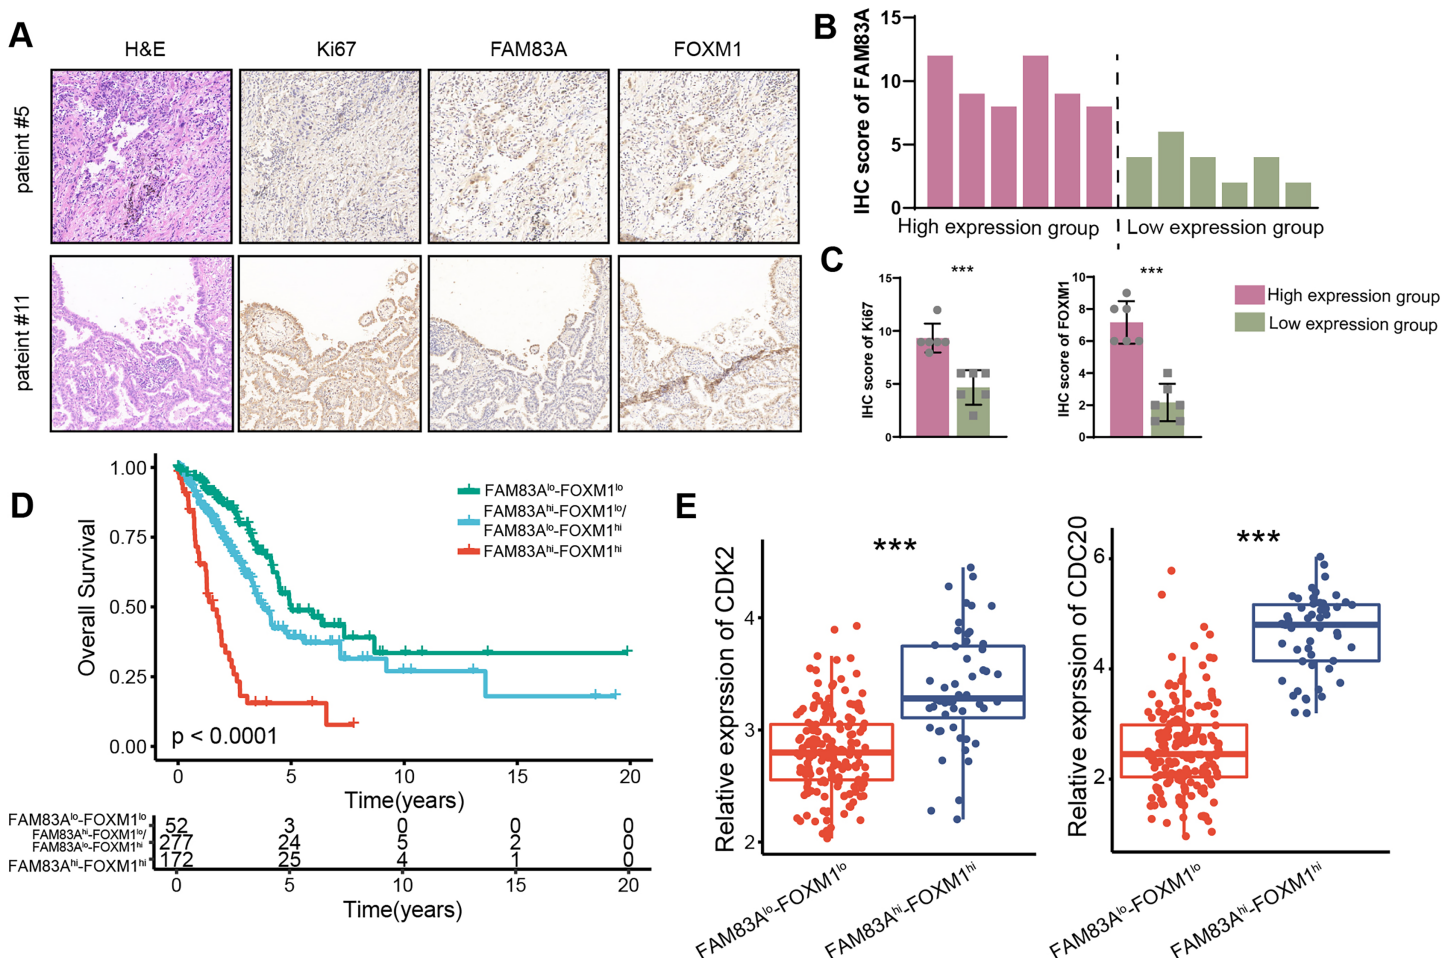 A
H&E Ki67 FAM83A FOXM1
pateint #5
pateint #11
B
IHC score of FAM83A
15
10
5
0
High expression group Low expression group
C
IHC score of Ki67
15
10
5
0
***
IHC score of FOXM1
10
8
6
4
2
0
***
High expression group
Low expression group
D
Overall Survival
1.00
0.75
0.50
0.25
0.00
FAM83Alo-FOXM1lo
FAM83Ahi-FOXM1lo/
FAM83Alo-FOXM1hi
FAM83Ahi-FOXM1hi
p < 0.0001
0 5 10 15 20
Time(years)
FAM83Alo-FOXM1lo 52 3 0 0 0
FAM83Ahi-FOXM1lo/
FAM83Alo-FOXM1hi 277 24 5 2 0
FAM83Ahi-FOXM1hi 172 25 4 1 0
0 5 10 15 20
Time(years)
E
Relative exprssion of CDK2
4
3
2
***
FAM83Alo-FOXM1lo
FAM83Ahi-FOXM1hi
Relative exprssion of CDC20
6
4
2
***
FAM83Alo-FOXM1lo
FAM83Ahi-FOXM1hi